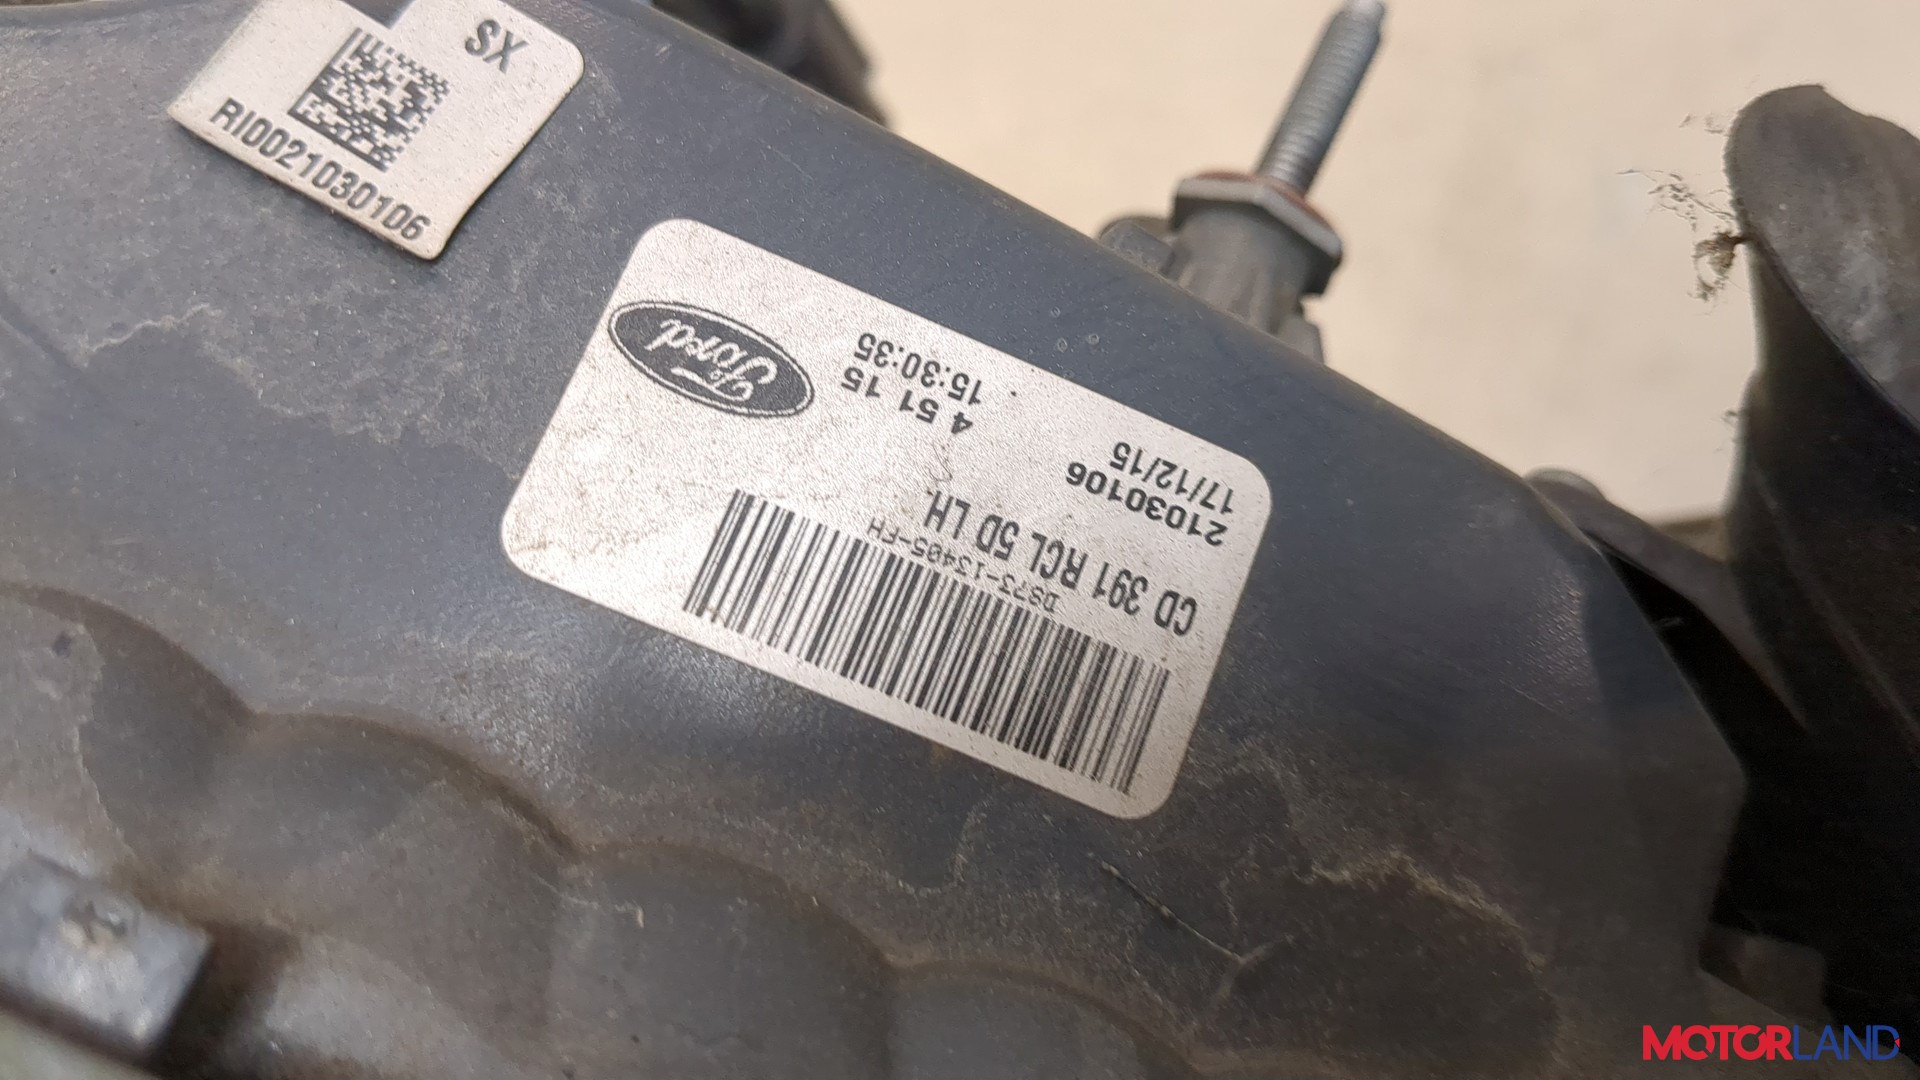 SX
RI0021030106
Ford
4 51 15
15:30:35
21030106
17/12/15
CD 391 RCL 5D LH.
DS73-13405-FH
MOTORLAND